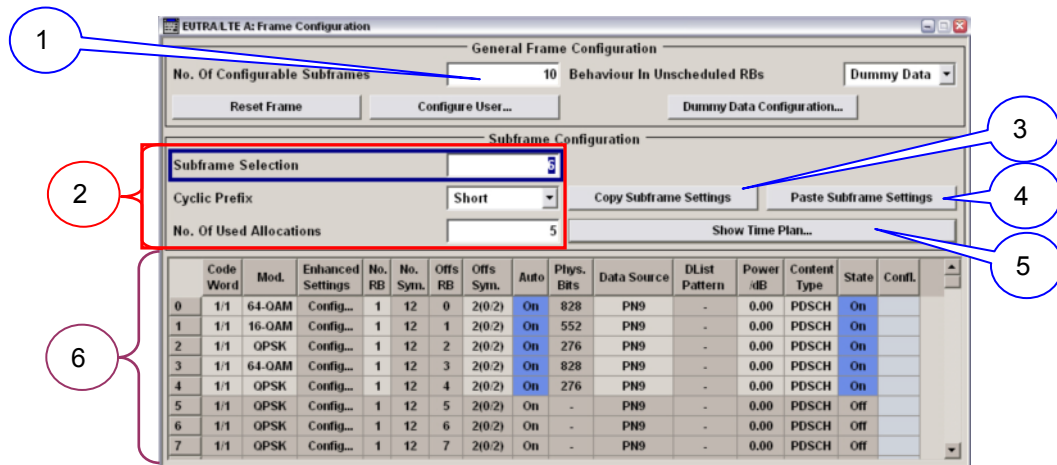 EUTRA/LTE A: Frame Configuration
1
General Frame Configuration
No. Of Configurable Subframes 10 Behaviour In Unscheduled RBs Dummy Data
Reset Frame Configure User... Dummy Data Configuration...
Subframe Configuration
3
2
Subframe Selection 6
Cyclic Prefix Short Copy Subframe Settings Paste Subframe Settings
4
No. Of Used Allocations 5 Show Time Plan...
5
Code Word Mod. Enhanced Settings No. RB No. Sym. Offs RB Offs Sym. Auto Phys. Bits Data Source DList Pattern Power /dB Content Type State Confl.
0 1/1 64-QAM Config... 1 12 0 2(0/2) On 828 PN9 - 0.00 PDSCH On
1 1/1 16-QAM Config... 1 12 1 2(0/2) On 552 PN9 - 0.00 PDSCH On
2 1/1 QPSK Config... 1 12 2 2(0/2) On 276 PN9 - 0.00 PDSCH On
6
3 1/1 64-QAM Config... 1 12 3 2(0/2) On 828 PN9 - 0.00 PDSCH On
4 1/1 QPSK Config... 1 12 4 2(0/2) On 276 PN9 - 0.00 PDSCH On
5 1/1 QPSK Config... 1 12 5 2(0/2) On - PN9 - 0.00 PDSCH Off
6 1/1 QPSK Config... 1 12 6 2(0/2) On - PN9 - 0.00 PDSCH Off
7 1/1 QPSK Config... 1 12 7 2(0/2) On - PN9 - 0.00 PDSCH Off